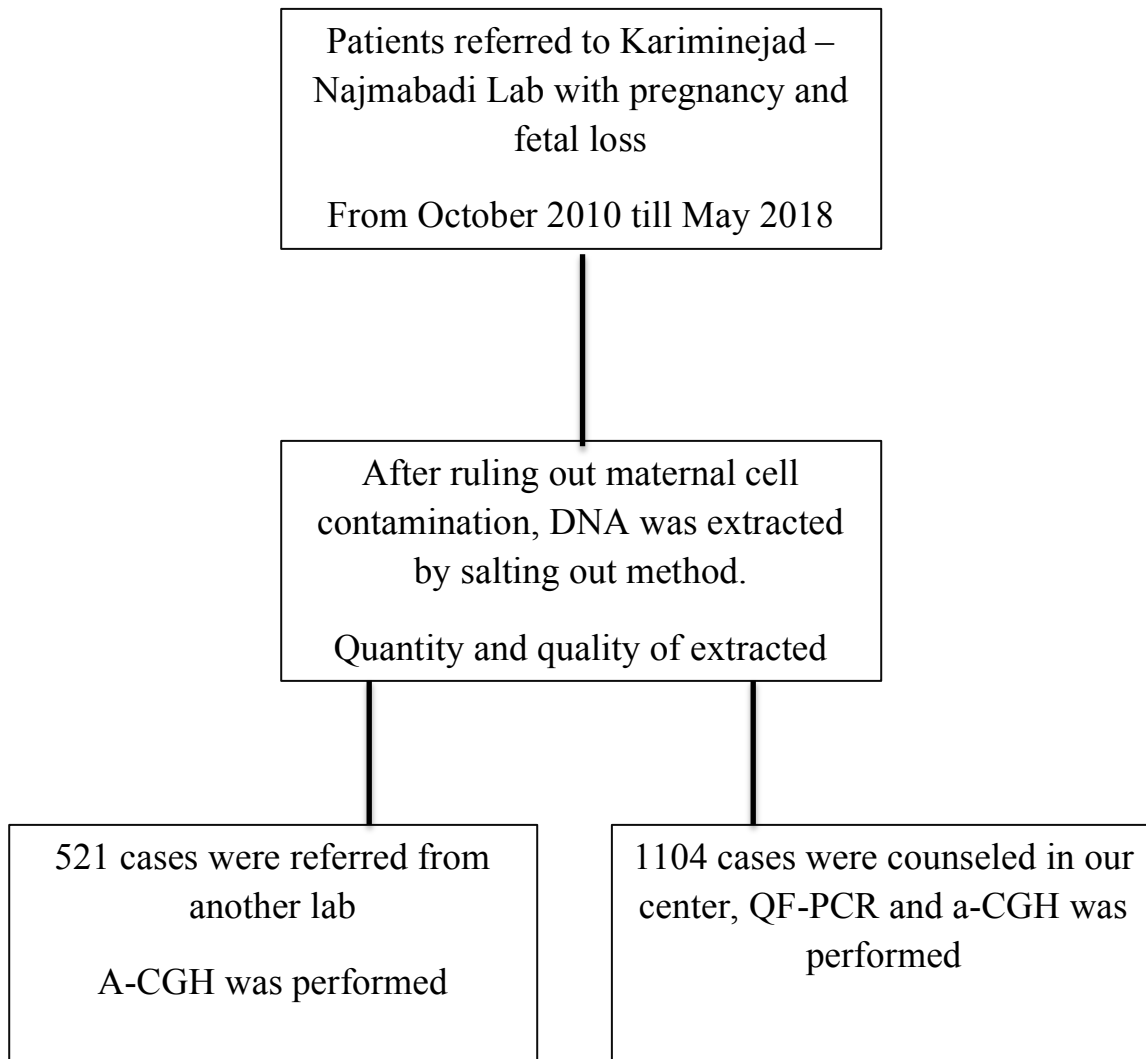 Patients referred to Kariminejad –
Najmabadi Lab with pregnancy and
fetal loss
From October 2010 till May 2018
After ruling out maternal cell
contamination, DNA was extracted
by salting out method.
Quantity and quality of extracted
521 cases were referred from
another lab
A-CGH was performed
1104 cases were counseled in our
center, QF-PCR and a-CGH was
performed